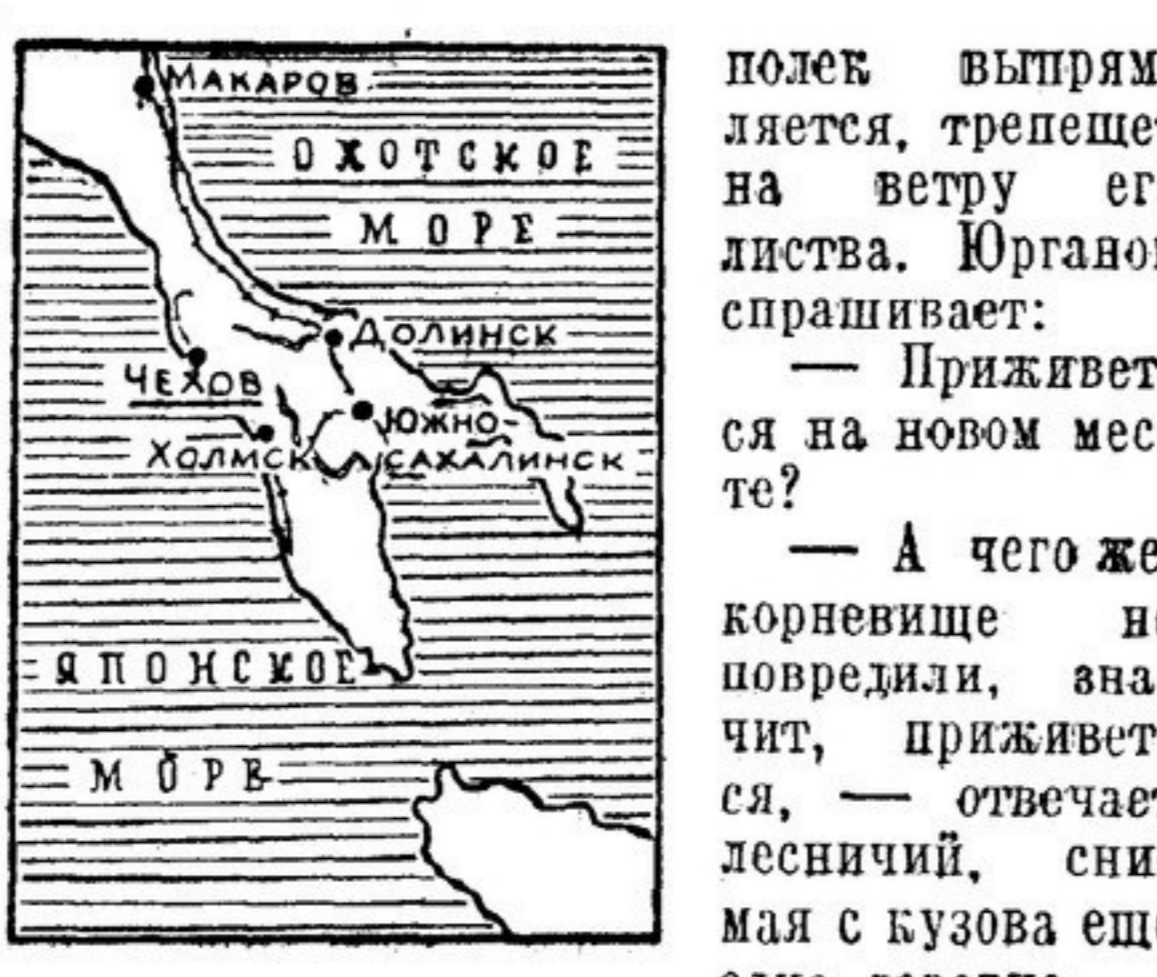 МАКАРОВ
ОХОТСКОЕ
МОРЕ
ДОЛИНСК
ЧЕХОВ
ЮЖНО-
ХОЛМСК
САХАЛИНСК
ЯПОНСКОЕ
МОРЕ
полек выпрям
ляется, трепещет
на ветру ег
листва. Юрганов
спрашивает:
— Приживет
ся на новом мес
те?
— А чего же
корневище не
повредили, зна
чит, приживет
ся, — отвечает
лесничий, сни
мая с кузова еще